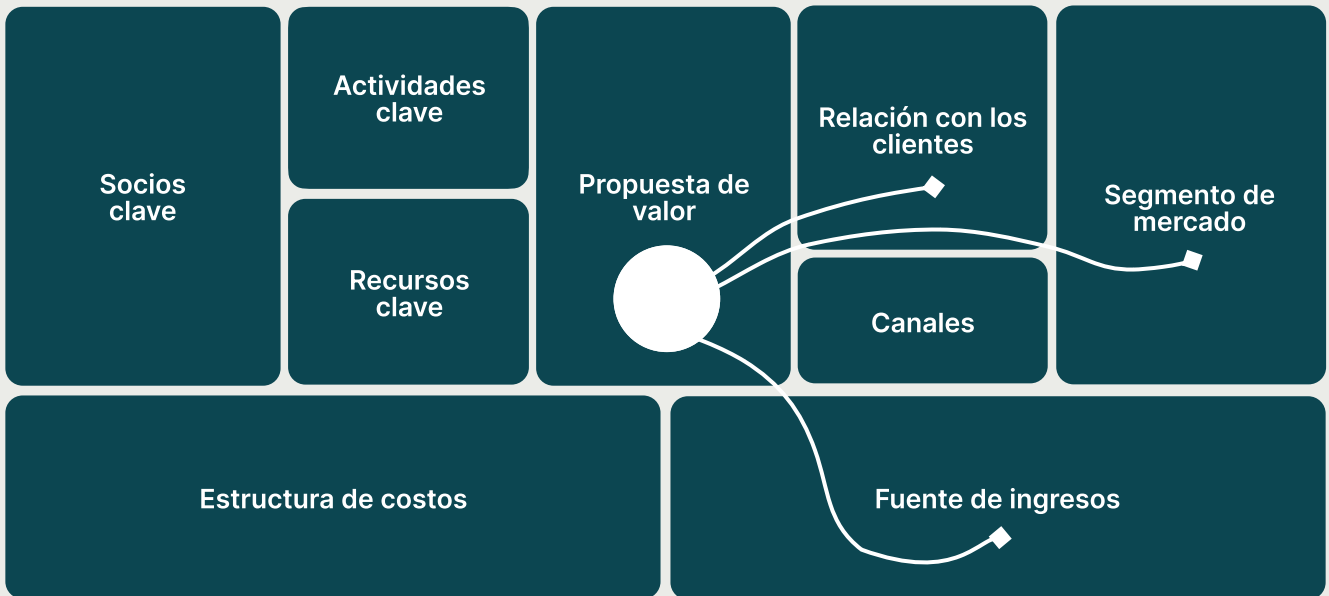 Socios
clave
Actividades
clave
Recursos
clave
Propuesta de
valor
Relación con los
clientes
Canales
Segmento de
mercado
Estructura de costos
Fuente de ingresos